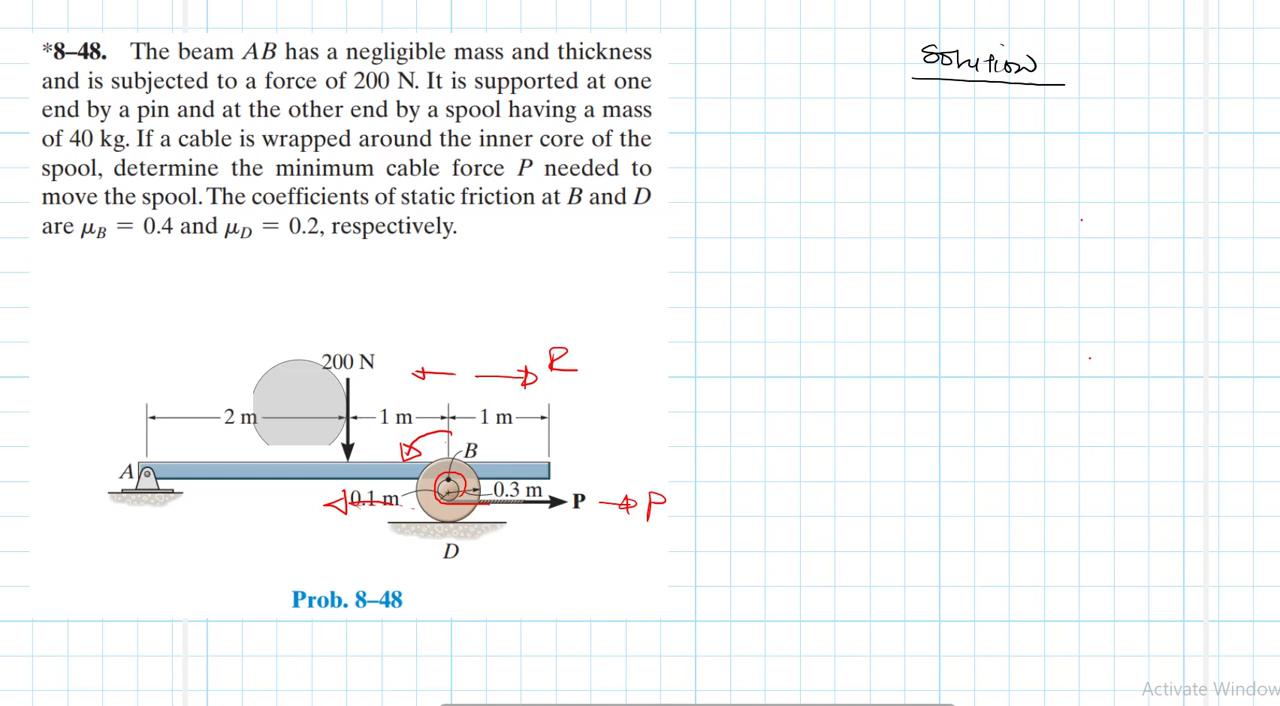 *8–48. The beam AB has a negligible mass and thickness
and is subjected to a force of 200 N. It is supported at one
end by a pin and at the other end by a spool having a mass
of 40 kg. If a cable is wrapped around the inner core of the
spool, determine the minimum cable force P needed to
move the spool. The coefficients of static friction at B and D
are μB = 0.4 and μD = 0.2, respectively.
Solution
200 N
R
2 m
1 m
1 m
A
B
0.1 m
0.3 m
P
P
D
Prob. 8–48
Activate Window